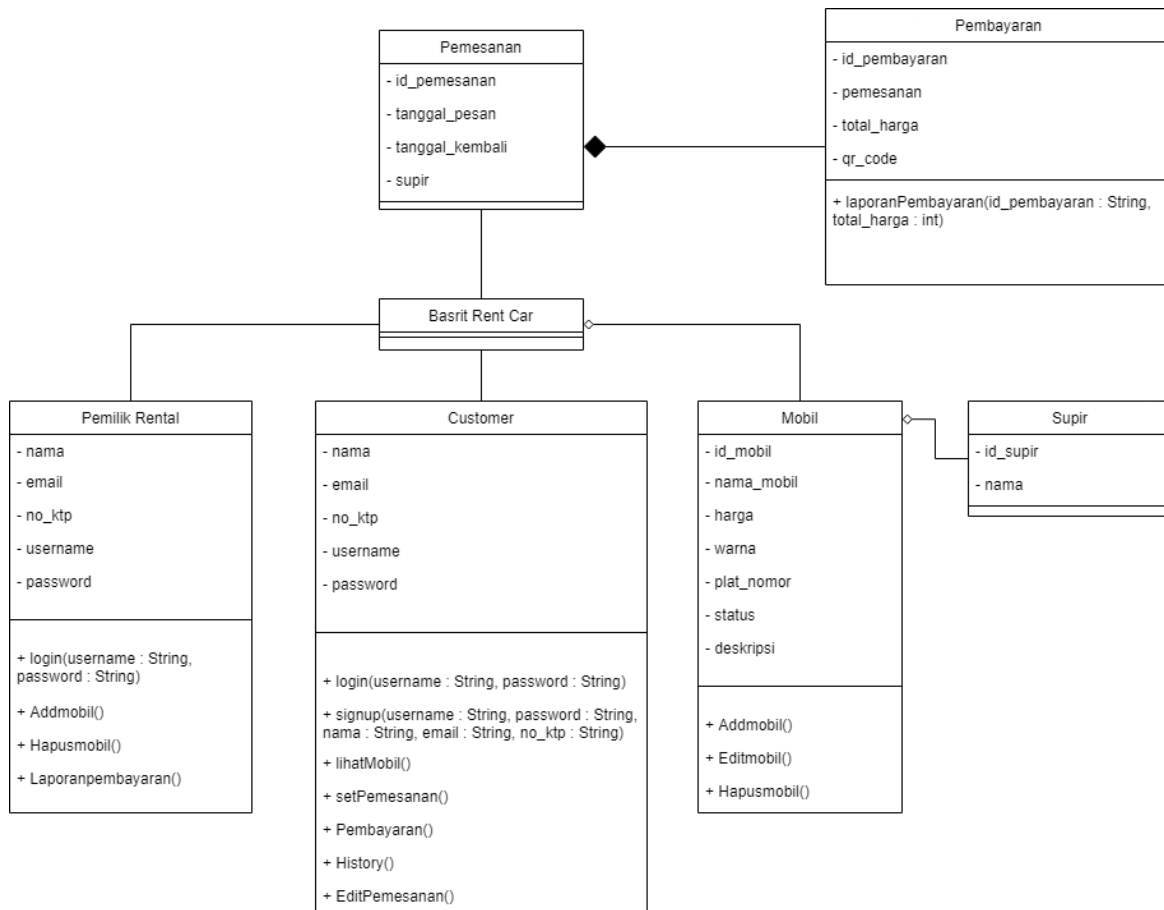 Pemesanan
- id_pemesanan
- tanggal_pesan
- tanggal_kembali
- supir
Pembayaran
- id_pembayaran
- pemesanan
- total_harga
- qr_code
+ laporanPembayaran(id_pembayaran : String,
total_harga : int)
Basrit Rent Car
Pemilik Rental
- nama
- email
- no_ktp
- username
- password
+ login(username : String,
password : String)
+ Addmobil()
+ Hapusmobil()
+ Laporanpembayaran()
Customer
- nama
- email
- no_ktp
- username
- password
+ login(username : String, password : String)
+ signup(username : String, password : String,
nama : String, email : String, no_ktp : String)
+ lihatMobil()
+ setPemesanan()
+ Pembayaran()
+ History()
+ EditPemesanan()
Mobil
- id_mobil
- nama_mobil
- harga
- warna
- plat_nomor
- status
- deskripsi
+ Addmobil()
+ Editmobil()
+ Hapusmobil()
Supir
- id_supir
- nama